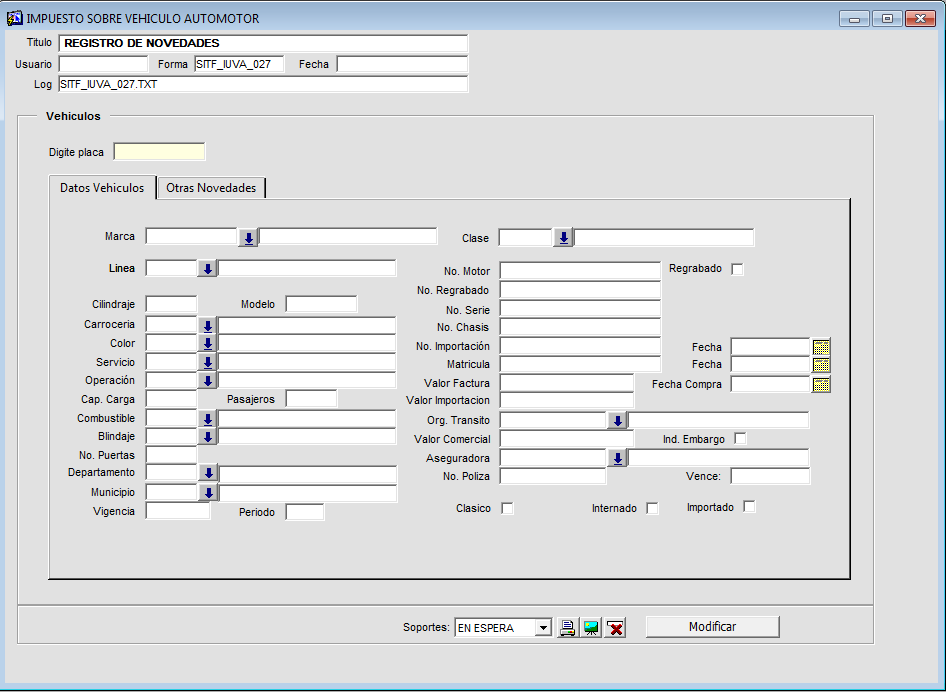 IMPUESTO SOBRE VEHICULO AUTOMOTOR
Titulo REGISTRO DE NOVEDADES
Usuario Forma SITF_IUVA_027 Fecha
Log SITF_IUVA_027.TXT
Vehiculos
Digite placa
Datos Vehiculos Otras Novedades
Marca Clase
Linea No. Motor Regrabado
No. Regrabado
Cilindraje Modelo No. Serie
Carroceria No. Chasis
Color No. Importación Fecha
Servicio Matricula Fecha
Operación Valor Factura Fecha Compra
Cap. Carga Pasajeros Valor Importacion
Combustible Org. Transito
Blindaje Valor Comercial Ind. Embargo
No. Puertas Aseguradora
Departamento No. Poliza Vence:
Municipio
Vigencia Periodo Clasico Internado Importado
Soportes: EN ESPERA Modificar